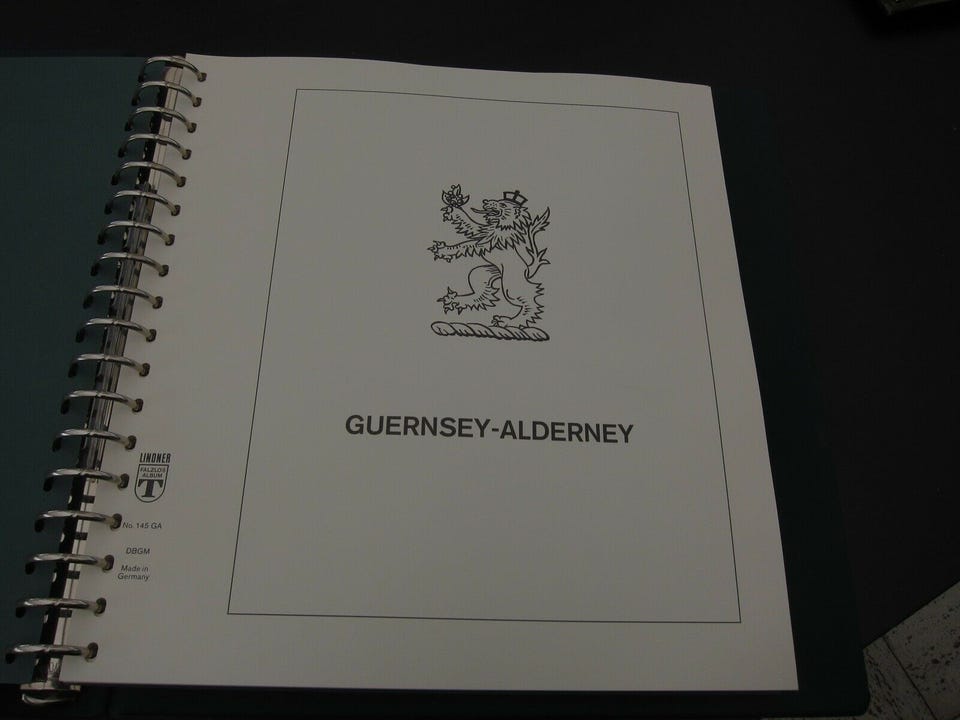 GUERNSEY-ALDERNEY
LINDNER
FALZLOS
ALBUM
T
No. 145 GA
DBGM
Made in
Germany